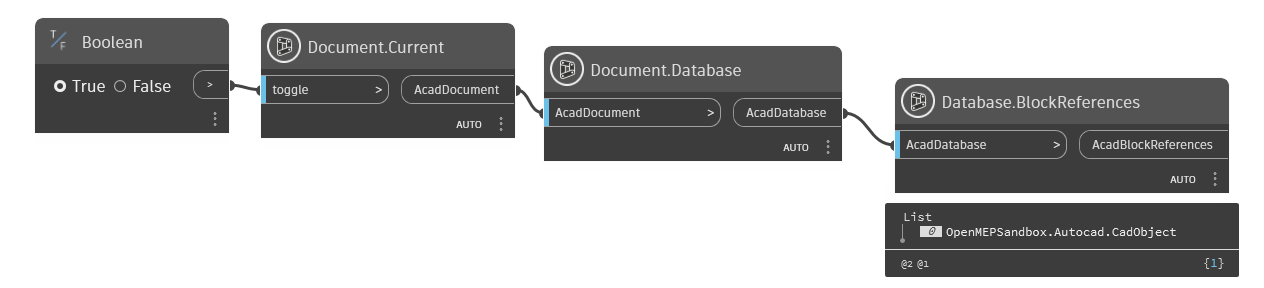 T
F
Boolean
True
False
>
Document.Current
toggle
>
AcadDocument
AUTO
Document.Database
AcadDocument
>
AcadDatabase
AUTO
Database.BlockReferences
AcadDatabase
>
AcadBlockReferences
AUTO
List
0 OpenMEPSandbox.Autocad.CadObject
@2 @1
{1}